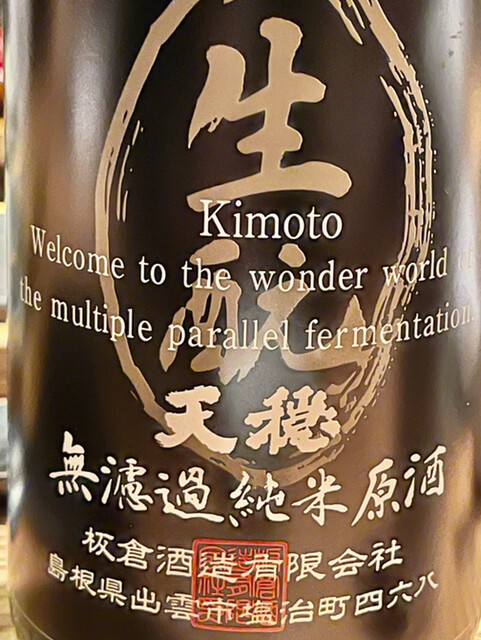 生酛
Kimoto
Welcome to the wonder world of
the multiple parallel fermentation.
天穏
無濾過純米原酒
板倉酒造有限会社
島根県出雲市塩冶町四六八